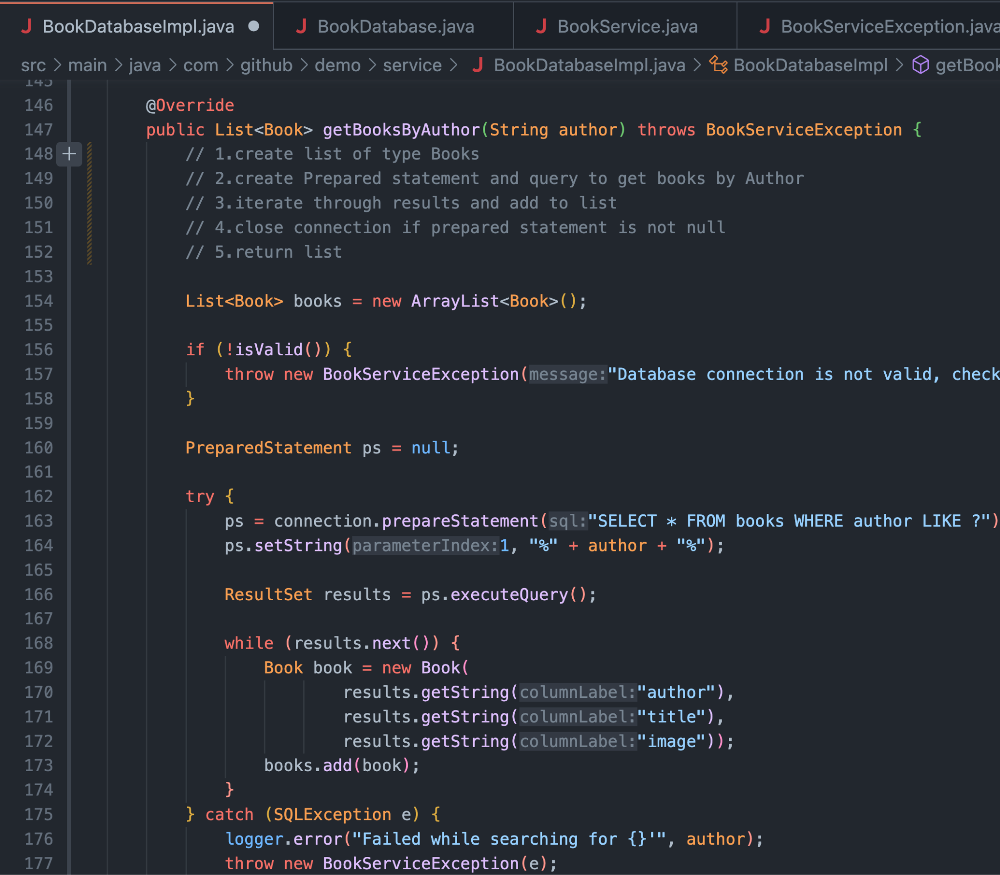 BookDatabaseImpl.java
BookDatabase.java
BookService.java
BookServiceException.java
src > main > java > com > github > demo > service > BookDatabaseImpl.java > BookDatabaseImpl > getBook
145
146 @Override
147 public List<Book> getBooksByAuthor(String author) throws BookServiceException {
148 // 1.create list of type Books
149 // 2.create Prepared statement and query to get books by Author
150 // 3.iterate through results and add to list
151 // 4.close connection if prepared statement is not null
152 // 5.return list
153
154 List<Book> books = new ArrayList<Book>();
155
156 if (!isValid()) {
157 throw new BookServiceException(message:"Database connection is not valid, check
158 }
159
160 PreparedStatement ps = null;
161
162 try {
163 ps = connection.prepareStatement(sql:"SELECT * FROM books WHERE author LIKE ?")
164 ps.setString(parameterIndex:1, "%" + author + "%");
165
166 ResultSet results = ps.executeQuery();
167
168 while (results.next()) {
169 Book book = new Book(
170 results.getString(columnLabel:"author"),
171 results.getString(columnLabel:"title"),
172 results.getString(columnLabel:"image"));
173 books.add(book);
174 }
175 } catch (SQLException e) {
176 logger.error("Failed while searching for {}'", author);
177 throw new BookServiceException(e);